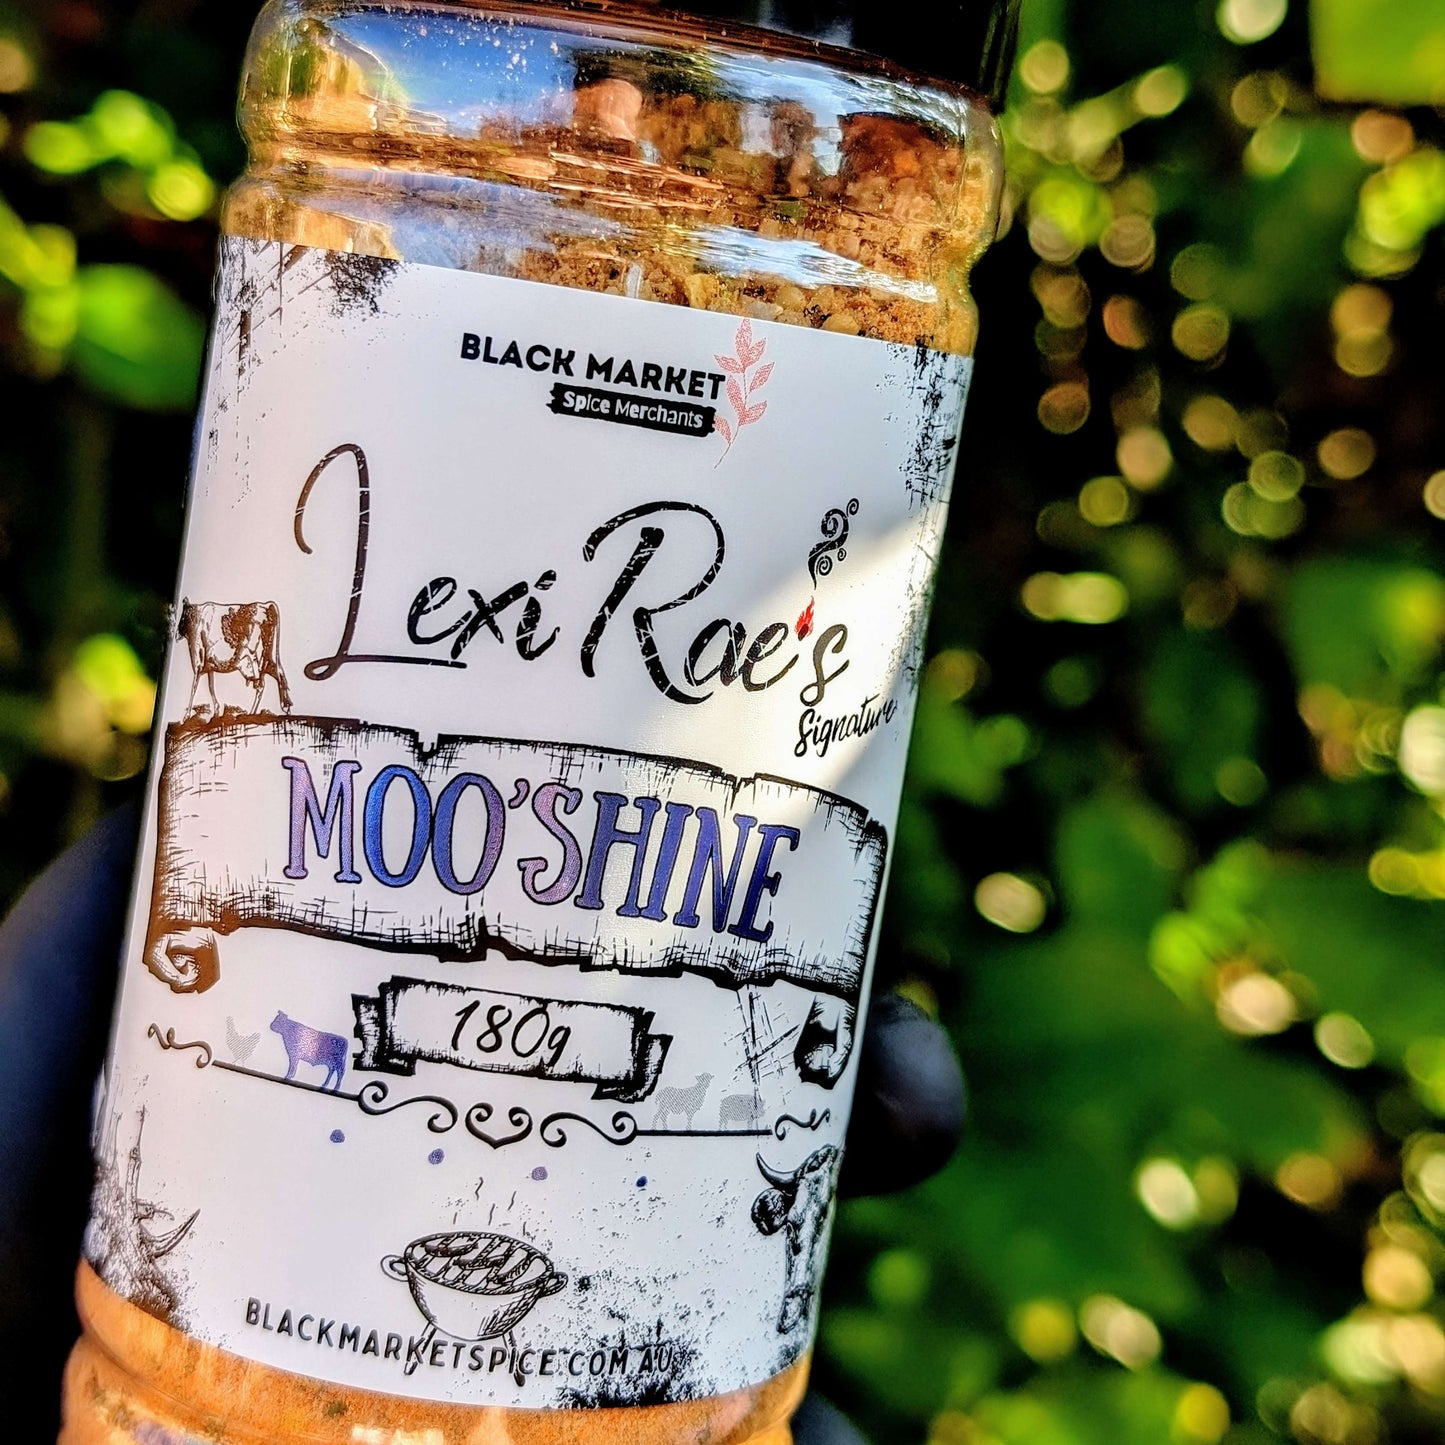 BLACK MARKET
Spice Merchants
Lexi Rae's
Signature
MOO'SHINE
180g
BLACKMARKETSPICE.COM.AU